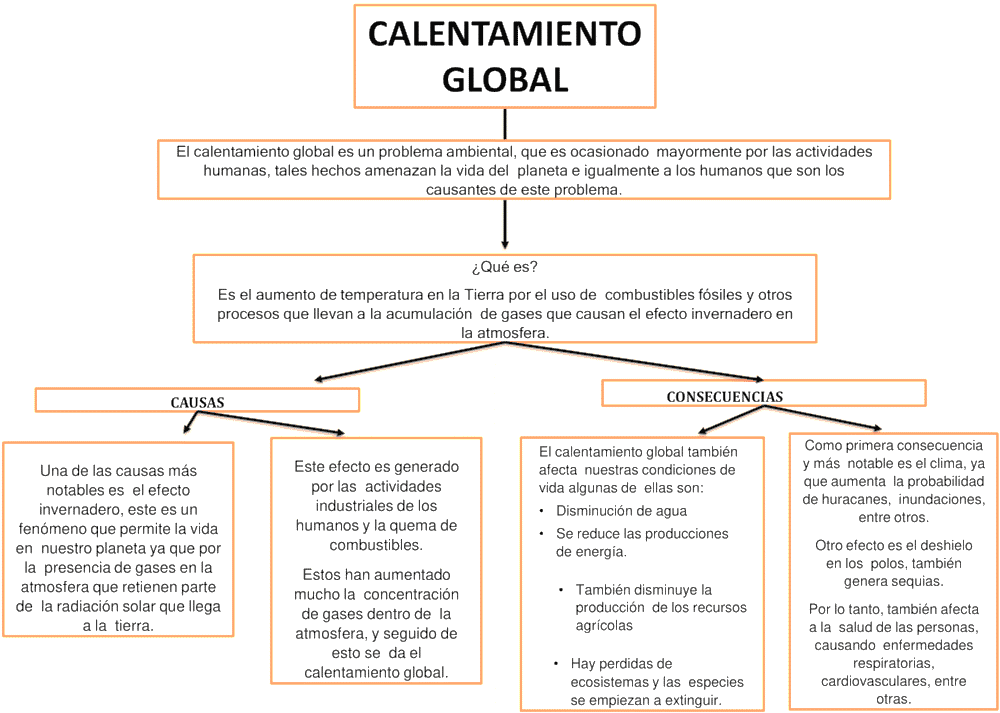 CALENTAMIENTO
GLOBAL
El calentamiento global es un problema ambiental, que es ocasionado mayormente por las actividades
humanas, tales hechos amenazan la vida del planeta e igualmente a los humanos que son los
causantes de este problema.
¿Qué es?
Es el aumento de temperatura en la Tierra por el uso de combustibles fósiles y otros
procesos que llevan a la acumulación de gases que causan el efecto invernadero en
la atmosfera.
CAUSAS
Una de las causas más
notables es el efecto
invernadero, este es un
fenómeno que permite la vida
en nuestro planeta ya que por
la presencia de gases en la
atmósfera que retienen parte
de la radiación solar que llega
a la tierra.
Este efecto es generado
por las actividades
industriales de los
humanos y la quema de
combustibles.
Estos han aumentado
mucho la concentración
de gases dentro de la
atmósfera, y seguido de
esto se da el
calentamiento global.
CONSECUENCIAS
El calentamiento global también
afecta nuestras condiciones de
vida algunas de ellas son:
• Disminución de agua
• Se reduce las producciones
de energía.
• También disminuye la
producción de los recursos
agrícolas
• Hay perdidas de
ecosistemas y las especies
se empiezan a extinguir.
Como primera consecuencia
y más notable es el clima, ya
que aumenta la probabilidad
de huracanes, inundaciones,
entre otros.
Otro efecto es el deshielo
en los polos, también
genera sequias.
Por lo tanto, también afecta
a la salud de las personas,
causando enfermedades
respiratorias,
cardiovasculares, entre
otras.